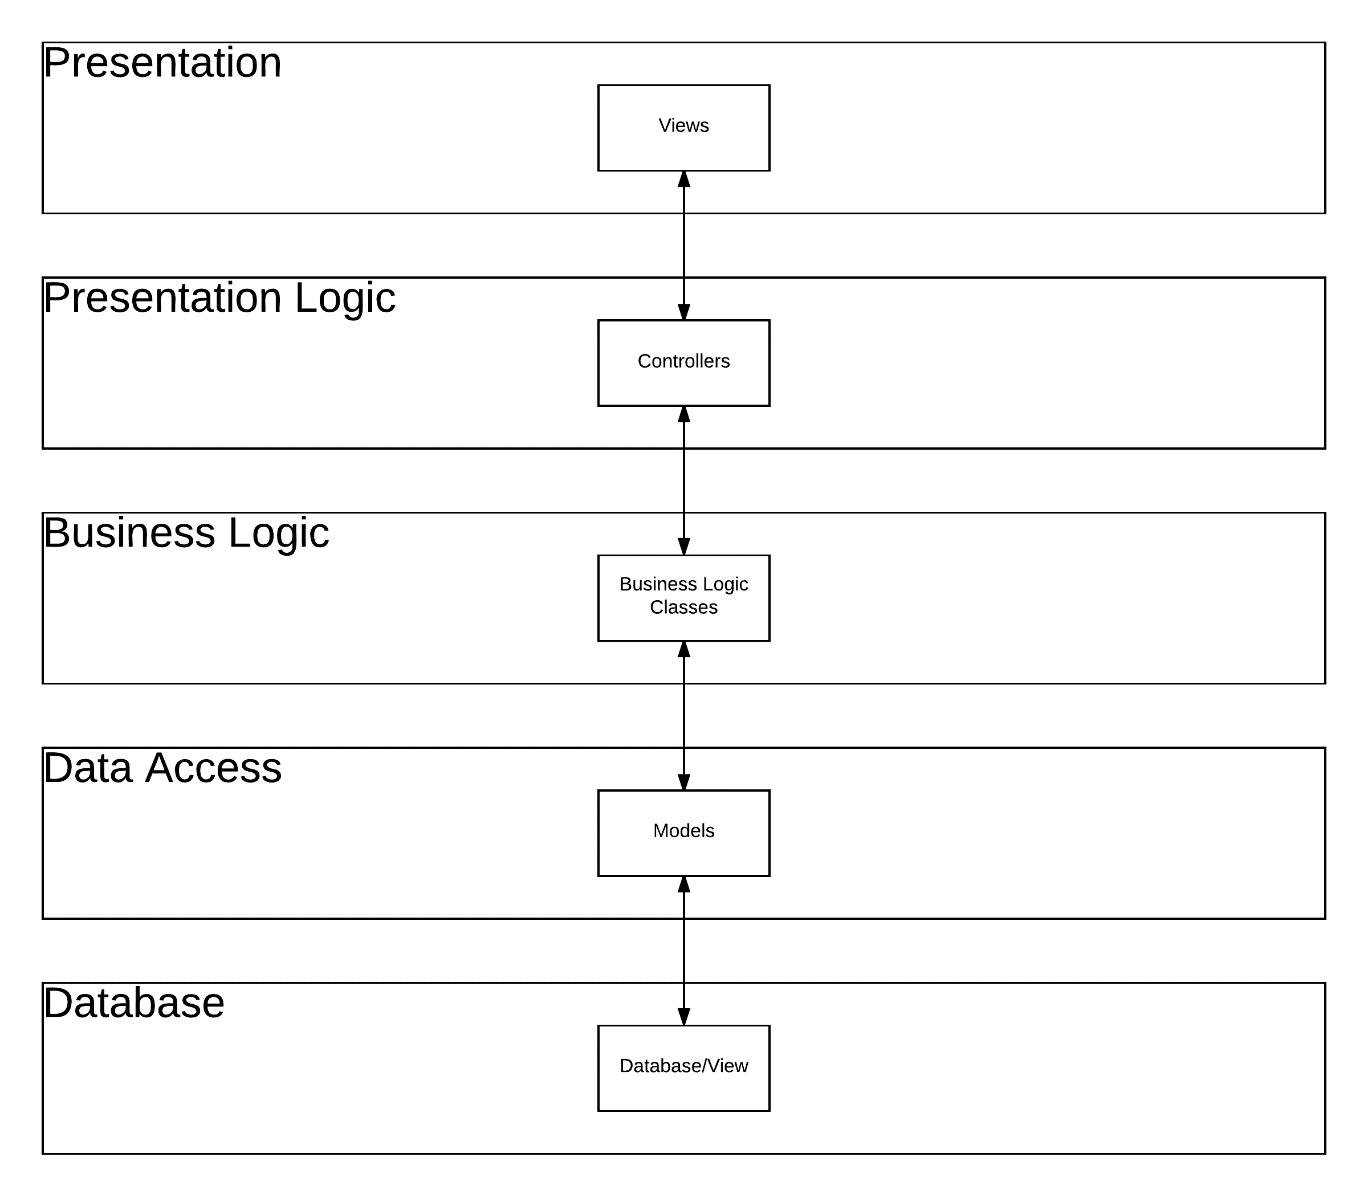 Presentation
Views
Presentation Logic
Controllers
Business Logic
Business Logic
Classes
Data Access
Models
Database
Database/View